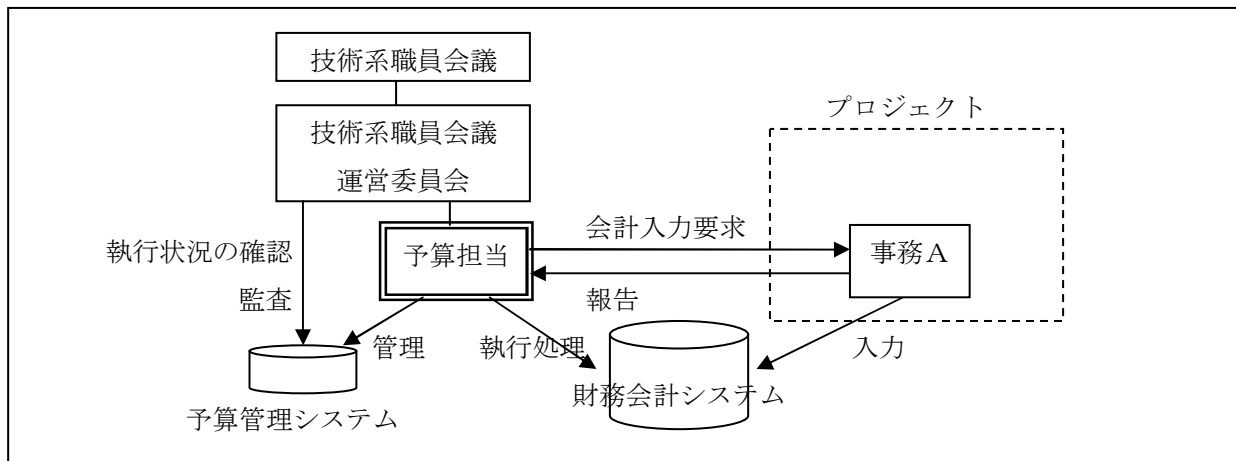 技術系職員会議
プロジェクト
技術系職員会議
運営委員会
執行状況の確認
監査
予算担当
会計入力要求
報告
事務A
管理
執行処理
入力
予算管理システム
財務会計システム